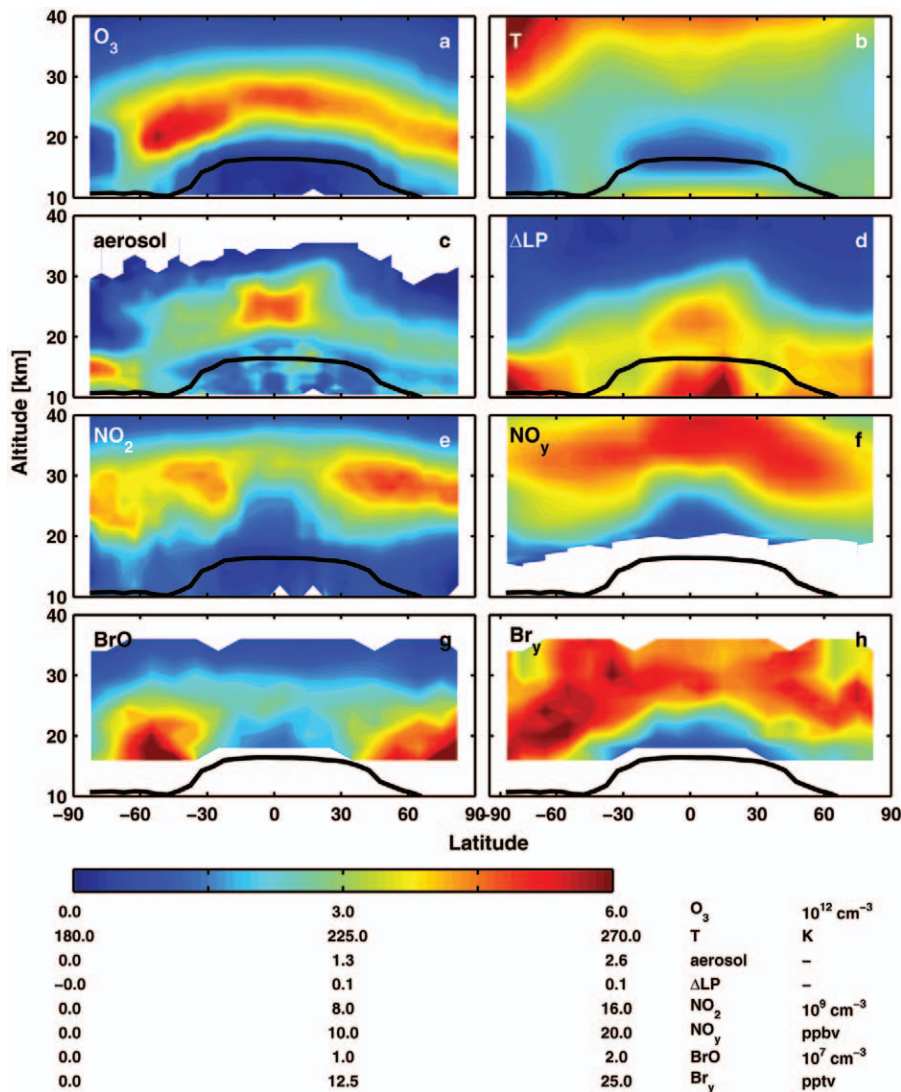 40
O3 a
T b
30
20
10
40
aerosol c
ΔLP d
30
20
10
Altitude [km]
40
NO2 e
NOy f
30
20
10
40
BrO g
Bry h
30
20
10
−90 −60 −30 0 30 60 90−90 −60 −30 0 30 60 90
Latitude
0.0 3.0 6.0 O3 10^12 cm^−3
180.0 225.0 270.0 T K
0.0 1.3 2.6 aerosol −
−0.0 0.1 0.1 ΔLP −
0.0 8.0 16.0 NO2 10^9 cm^−3
0.0 10.0 20.0 NOy ppbv
0.0 1.0 2.0 BrO 10^7 cm^−3
0.0 12.5 25.0 Bry pptv